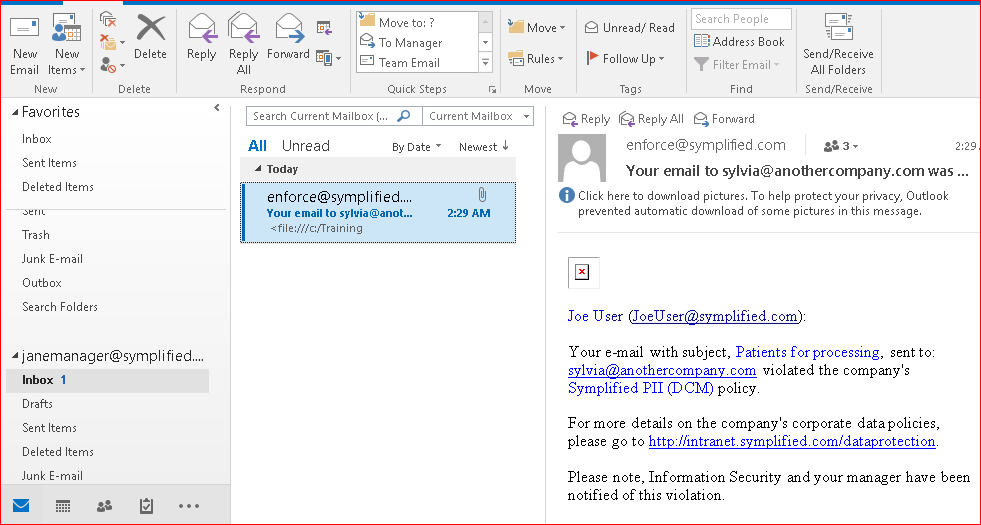 New Email
New Items
Delete
Reply
Reply All
Forward
Move to: ?
To Manager
Team Email
Move
Rules
Unread/ Read
Follow Up
Search People
Address Book
Filter Email
Send/Receive All Folders
New
Delete
Respond
Quick Steps
Move
Tags
Find
Send/Receive
Favorites
Inbox
Sent Items
Deleted Items
Sent
Trash
Junk E-mail
Outbox
Search Folders
janemanager@symplified....
Inbox 1
Drafts
Sent Items
Deleted Items
Junk E-mail
Search Current Mailbox (...
Current Mailbox
All Unread
By Date Newest
Today
enforce@symplified....
Your email to sylvia@anot... 2:29 AM
<file:///c:/Training
Reply Reply All Forward
enforce@symplified.com
3
2:29
Your email to sylvia@anothercompany.com was ...
Click here to download pictures. To help protect your privacy, Outlook
prevented automatic download of some pictures in this message.
Joe User (JoeUser@symplified.com):
Your e-mail with subject, Patients for processing, sent to:
sylvia@anothercompany.com violated the company's
Symplified PII (DCM) policy.
For more details on the company's corporate data policies,
please go to http://intranet.symplified.com/dataprotection.
Please note, Information Security and your manager have been
notified of this violation.